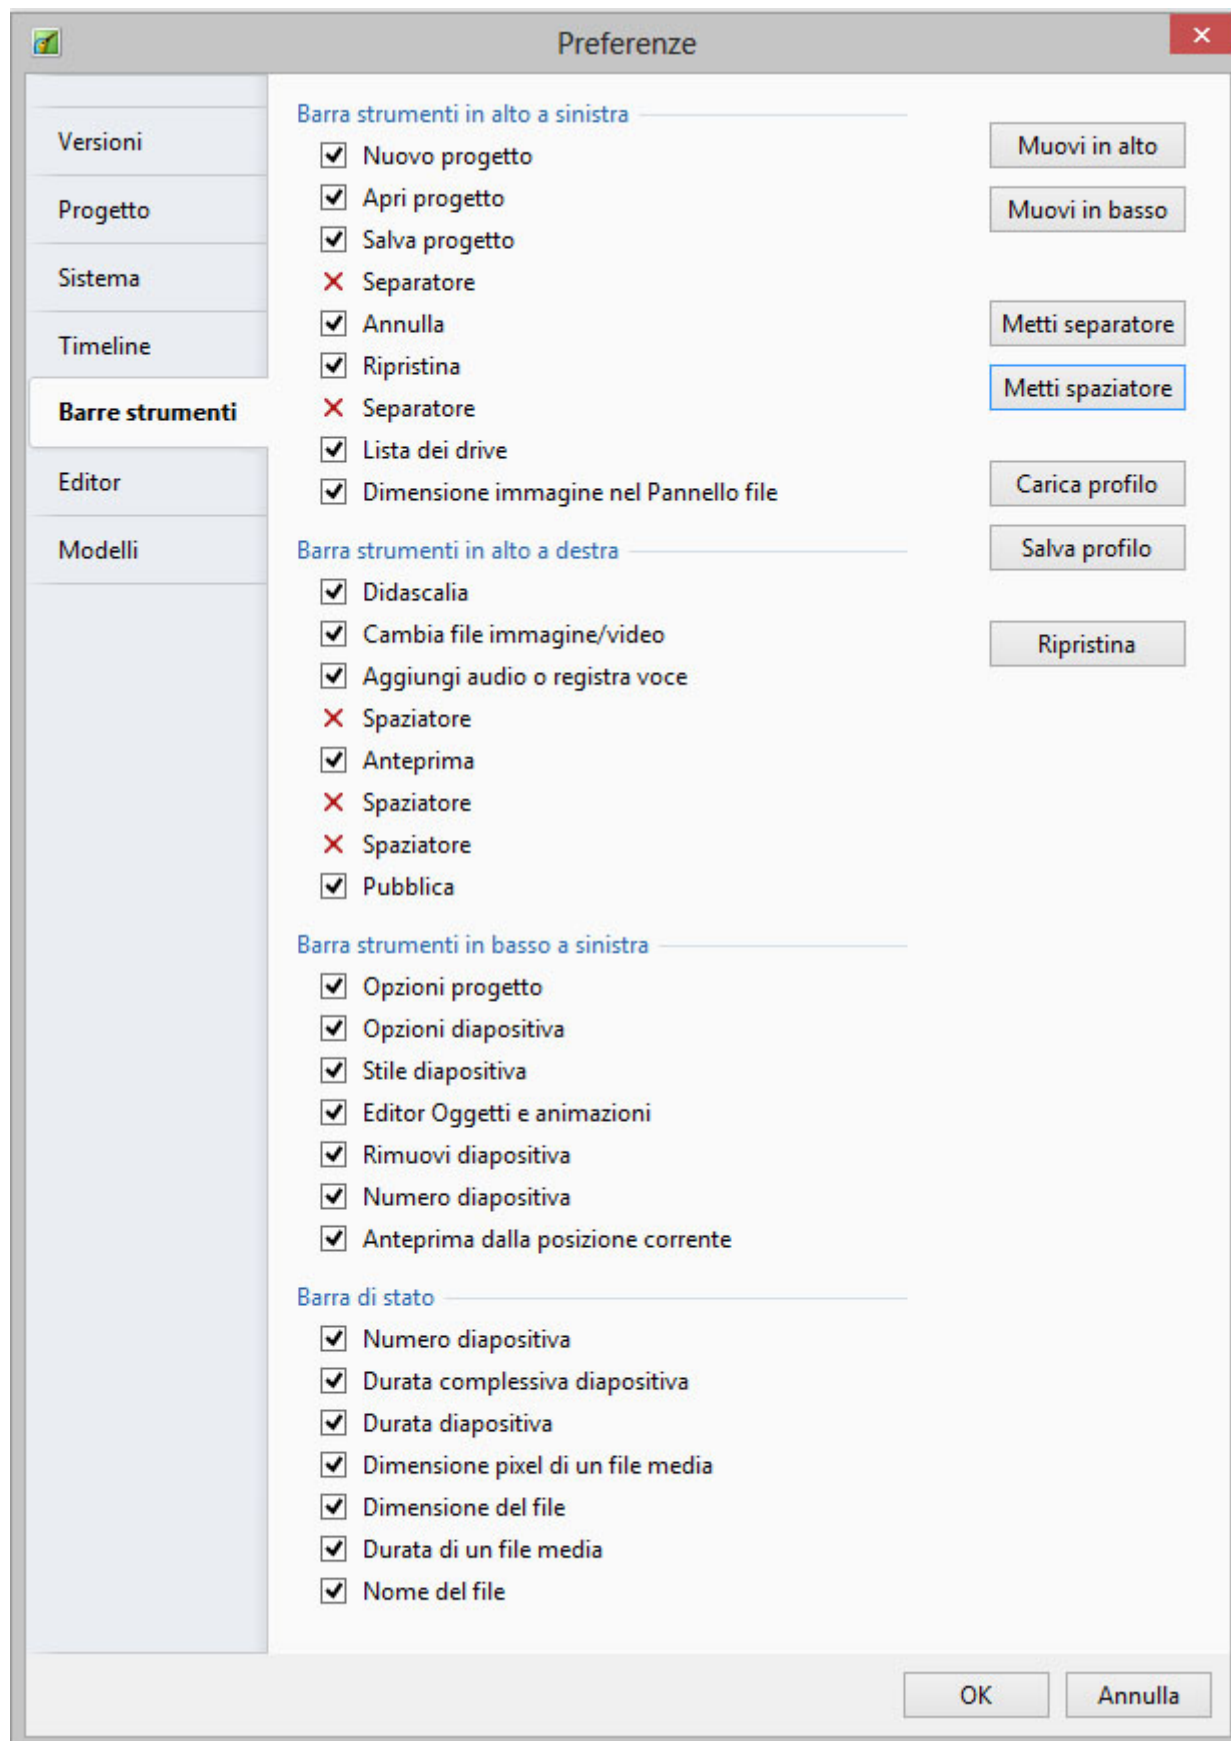 Preferenze
Versioni
Progetto
Sistema
Timeline
Barre strumenti
Editor
Modelli
Barra strumenti in alto a sinistra
Nuovo progetto
Apri progetto
Salva progetto
Separatore
Annulla
Ripristina
Separatore
Lista dei drive
Dimensione immagine nel Pannello file
Barra strumenti in alto a destra
Didascalia
Cambia file immagine/video
Aggiungi audio o registra voce
Spaziatore
Anteprima
Spaziatore
Spaziatore
Pubblica
Barra strumenti in basso a sinistra
Opzioni progetto
Opzioni diapositiva
Stile diapositiva
Editor Oggetti e animazioni
Rimuovi diapositiva
Numero diapositiva
Anteprima dalla posizione corrente
Barra di stato
Numero diapositiva
Durata complessiva diapositiva
Durata diapositiva
Dimensione pixel di un file media
Dimensione del file
Durata di un file media
Nome del file
Muovi in alto
Muovi in basso
Metti separatore
Metti spaziatore
Carica profilo
Salva profilo
Ripristina
OK
Annulla